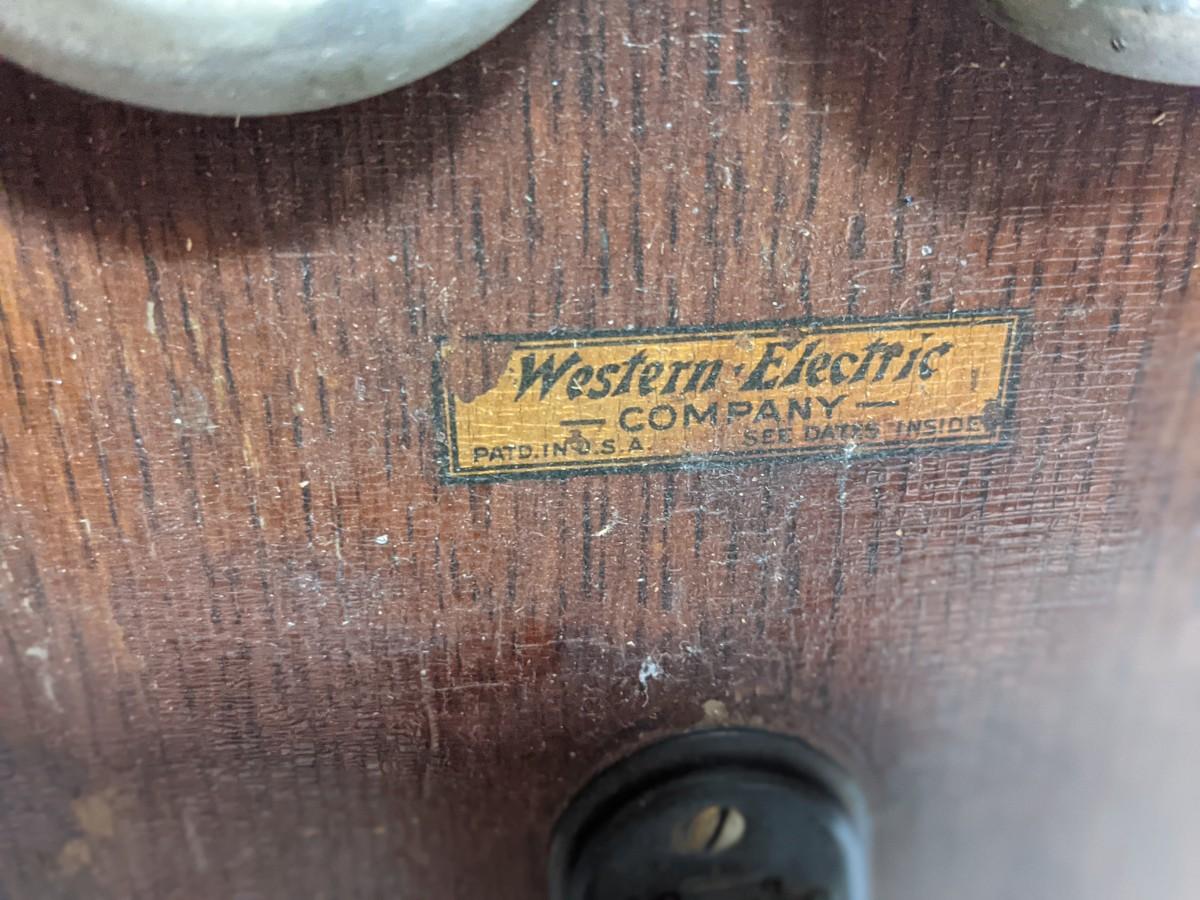 Western Electric
— COMPANY —
PATD. IN U.S.A. SEE DATES INSIDE